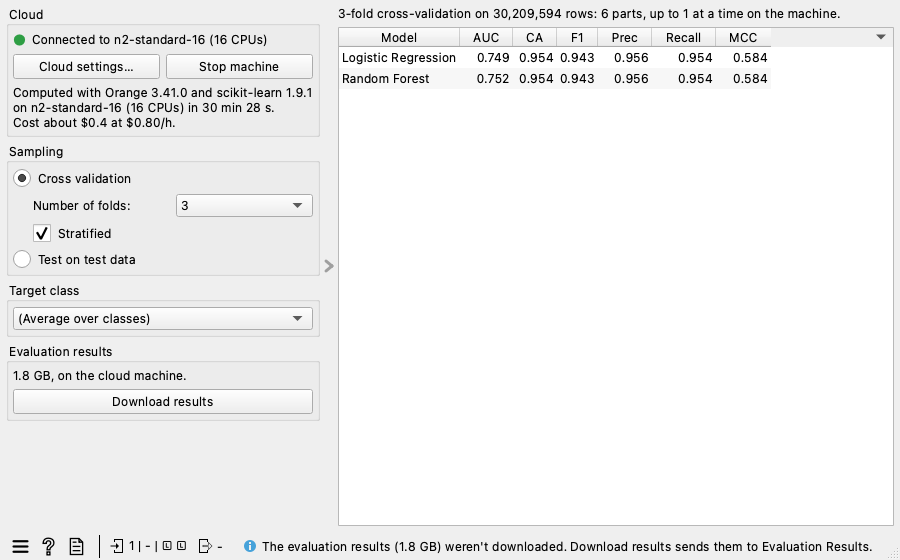 Cloud
Connected to n2-standard-16 (16 CPUs)
Cloud settings...
Stop machine
Computed with Orange 3.41.0 and scikit-learn 1.9.1
on n2-standard-16 (16 CPUs) in 30 min 28 s.
Cost about $0.4 at $0.80/h.
Sampling
Cross validation
Number of folds: 3
Stratified
Test on test data
Target class
(Average over classes)
Evaluation results
1.8 GB, on the cloud machine.
Download results
3-fold cross-validation on 30,209,594 rows: 6 parts, up to 1 at a time on the machine.
Model AUC CA F1 Prec Recall MCC
Logistic Regression 0.749 0.954 0.943 0.956 0.954 0.584
Random Forest 0.752 0.954 0.943 0.956 0.954 0.584
1 | - | -
The evaluation results (1.8 GB) weren't downloaded. Download results sends them to Evaluation Results.